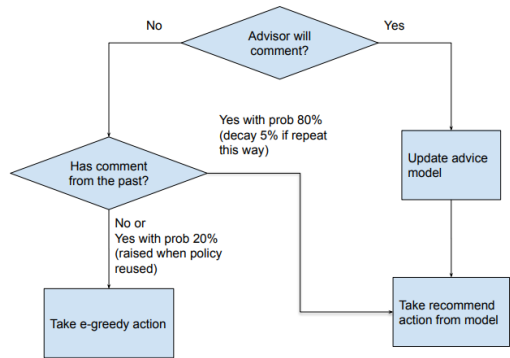 No
Advisor will
comment?
Yes
Yes with prob 80%
(decay 5% if repeat
this way)
Has comment
from the past?
Update advice
model
No or
Yes with prob 20%
(raised when policy
reused)
Take e-greedy action
Take recommend
action from model